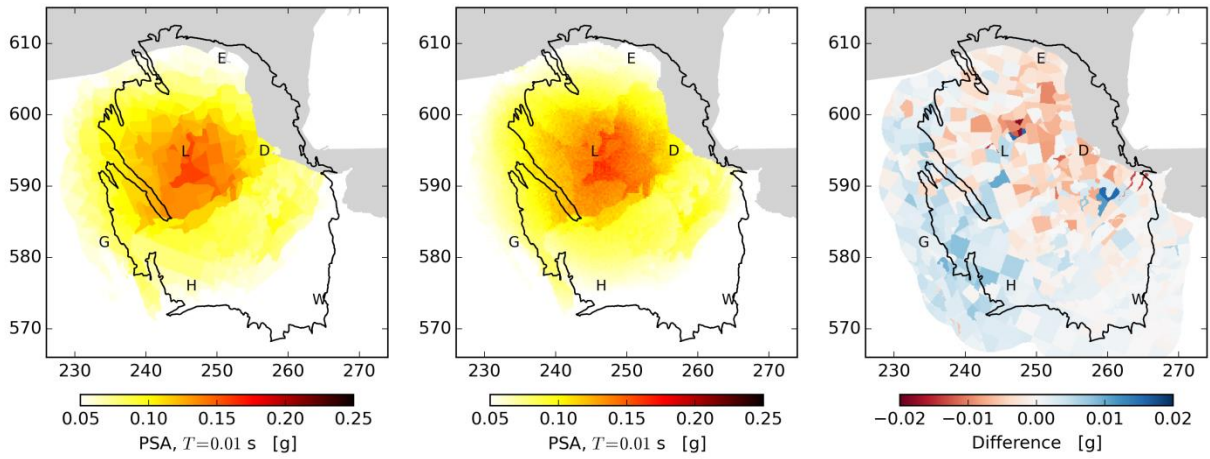 610
600
590
580
570
E
L
D
G
H
W
230 240 250 260 270
0.05 0.10 0.15 0.20 0.25
PSA, T=0.01 s [g]
610
600
590
580
570
E
L
D
G
H
W
230 240 250 260 270
0.05 0.10 0.15 0.20 0.25
PSA, T=0.01 s [g]
610
600
590
580
570
E
L
D
G
H
W
230 240 250 260 270
−0.02 −0.01 0.00 0.01 0.02
Difference [g]